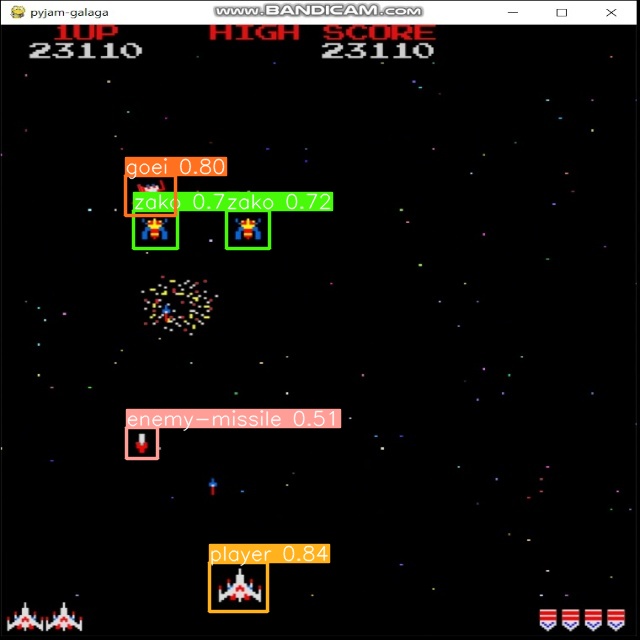 pyjam-galaga
www.BANDICAM.com
1UP HIGH SCORE
23110 23110
goei 0.80
zako 0.7 zako 0.72
enemy-missile 0.51
player 0.84